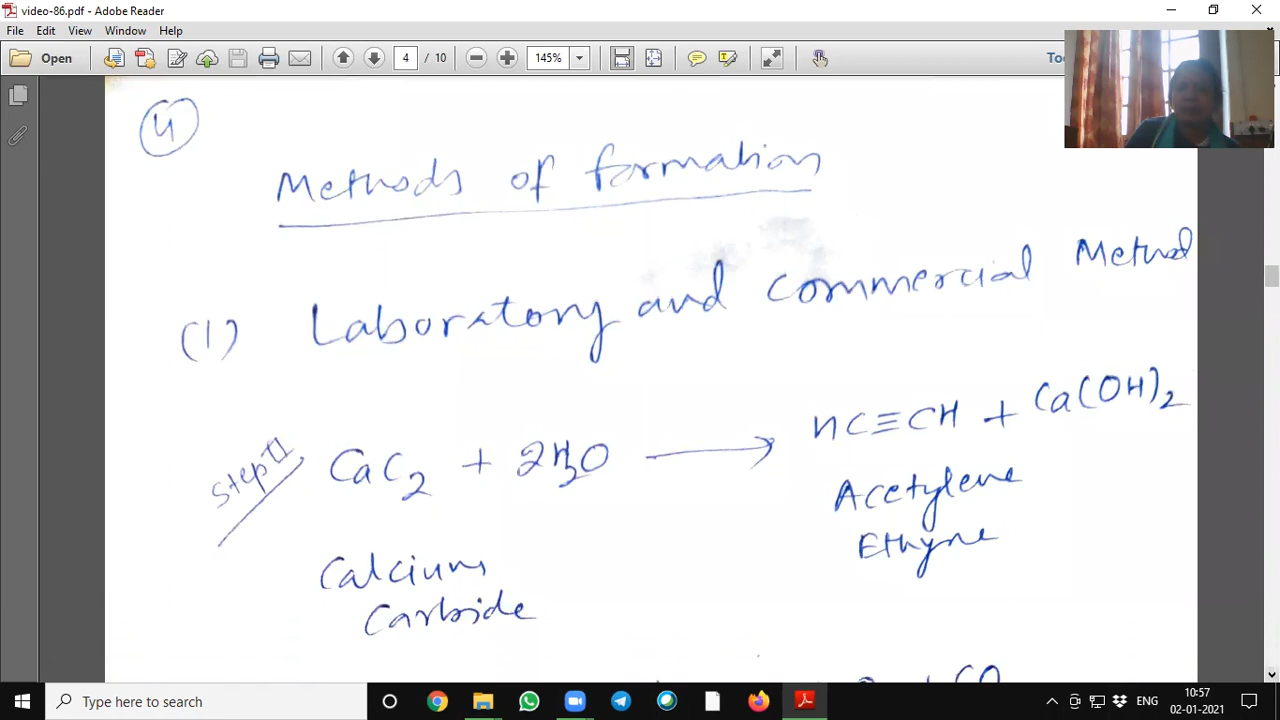 video-86.pdf - Adobe Reader
File Edit View Window Help
Open 4 / 10 145%
4
Methods of formation
(1) Laboratory and Commercial Method
CaC2 + 2H2O → HC≡CH + Ca(OH)2
Acetylene
Ethyne
Calcium
Carbide
CO
Type here to search
ENG
10:57
02-01-2021